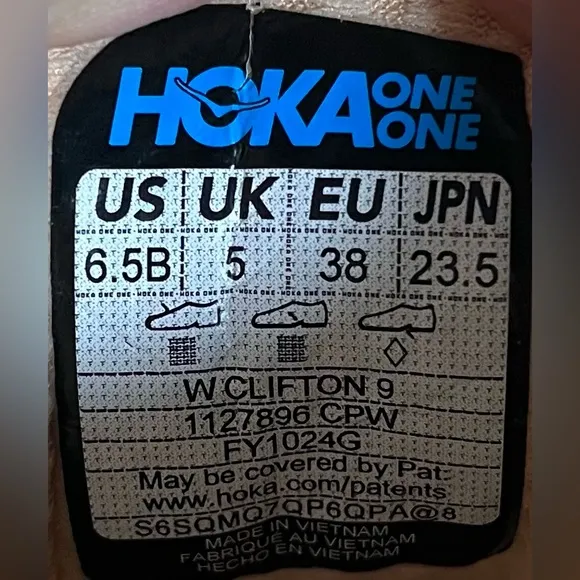 HOKA ONE ONE
US UK EU JPN
6.5B 5 38 23.5
W CLIFTON 9
1127896 CPW
FY1024G
May be covered by Pat.
www.hoka.com/patents
S6SQMQ7QP6QPA@8
MADE IN VIETNAM
FABRIQUÉ AU VIETNAM
HECHO EN VIETNAM